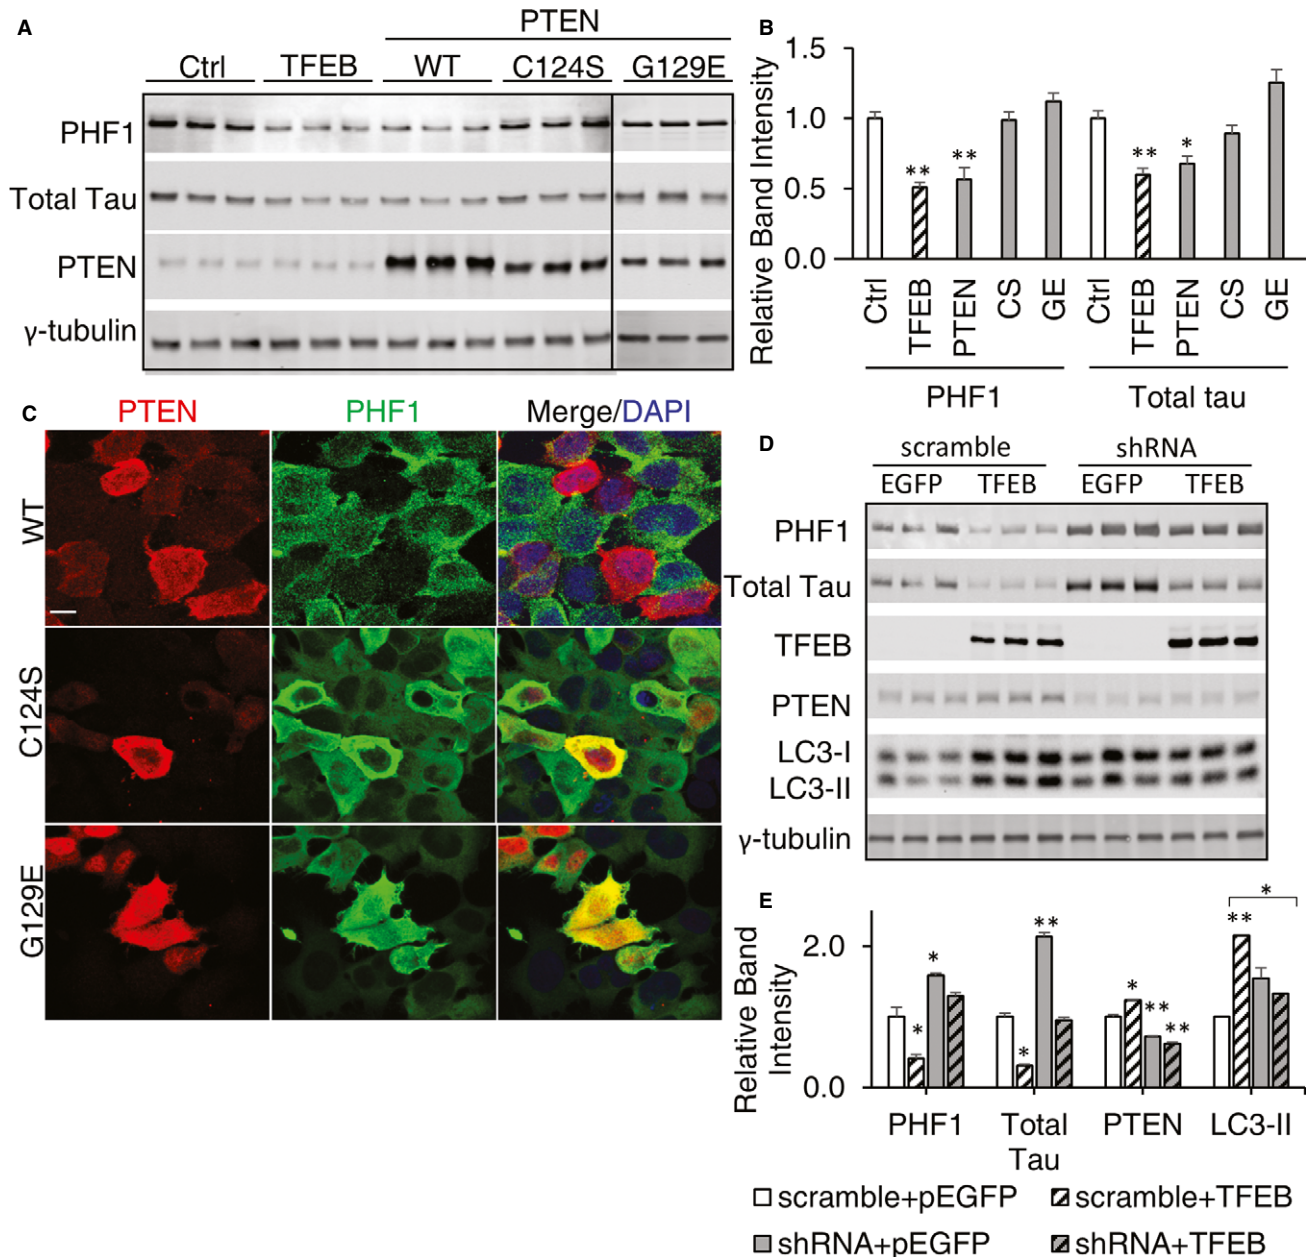 A
PTEN
Ctrl TFEB WT C124S G129E
PHF1
Total Tau
PTEN
γ-tubulin
B
Relative Band Intensity
1.5
1.0
0.5
0.0
** ** ** *
Ctrl TFEB PTEN CS GE Ctrl TFEB PTEN CS GE
PHF1 Total tau
C
PTEN PHF1 Merge/DAPI
WT
C124S
G129E
D
scramble shRNA
EGFP TFEB EGFP TFEB
PHF1
Total Tau
TFEB
PTEN
LC3-I
LC3-II
γ-tubulin
E
Relative Band Intensity
2.0
0.0
* * * ** * ** ** ** *
PHF1 Total Tau PTEN LC3-II
scramble+pEGFP scramble+TFEB
shRNA+pEGFP shRNA+TFEB